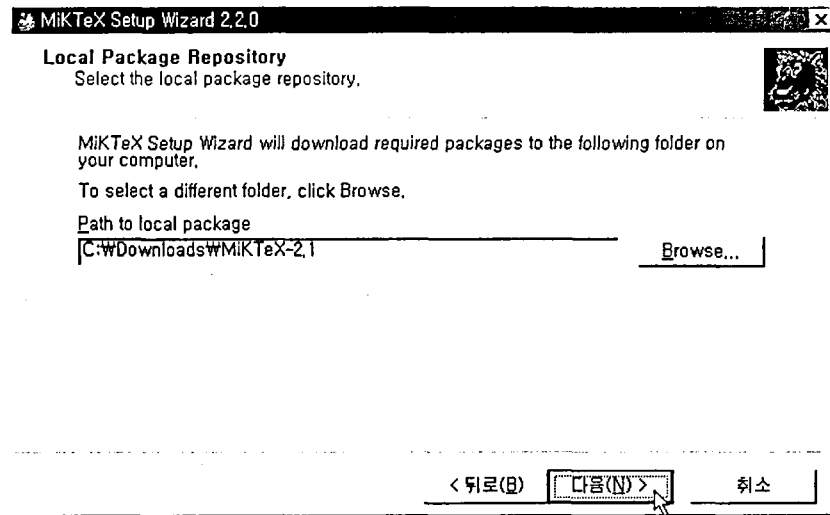 MiKTeX Setup Wizard 2,2,0
Local Package Repository
Select the local package repository,
MiKTeX Setup Wizard will download required packages to the following folder on
your computer,
To select a different folder, click Browse,
Path to local package
C:₩Downloads₩MiKTeX-2,1
Browse,,,
< 뒤로(B) 다음(N) > 취소